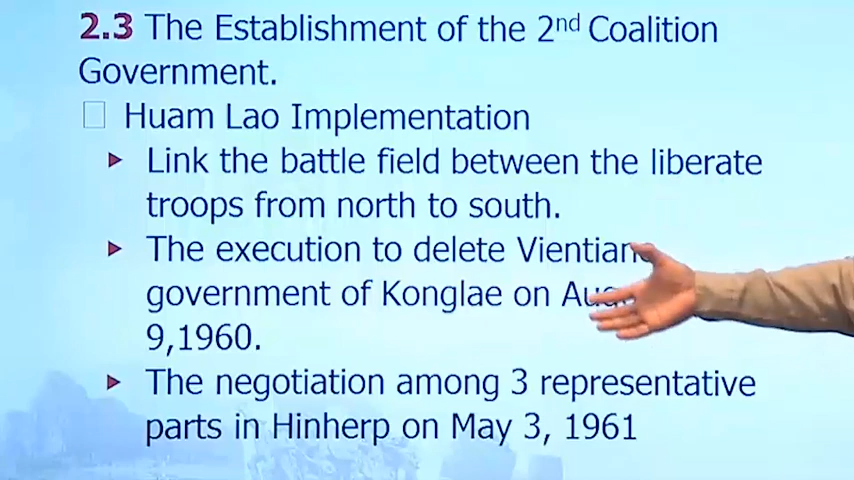 2.3 The Establishment of the 2nd Coalition
Government.
Huam Lao Implementation
Link the battle field between the liberate
troops from north to south.
The execution to delete
government of Konglae on
9,1960.
The negotiation among 3 representative
parts in Hinherp on May 3, 1961